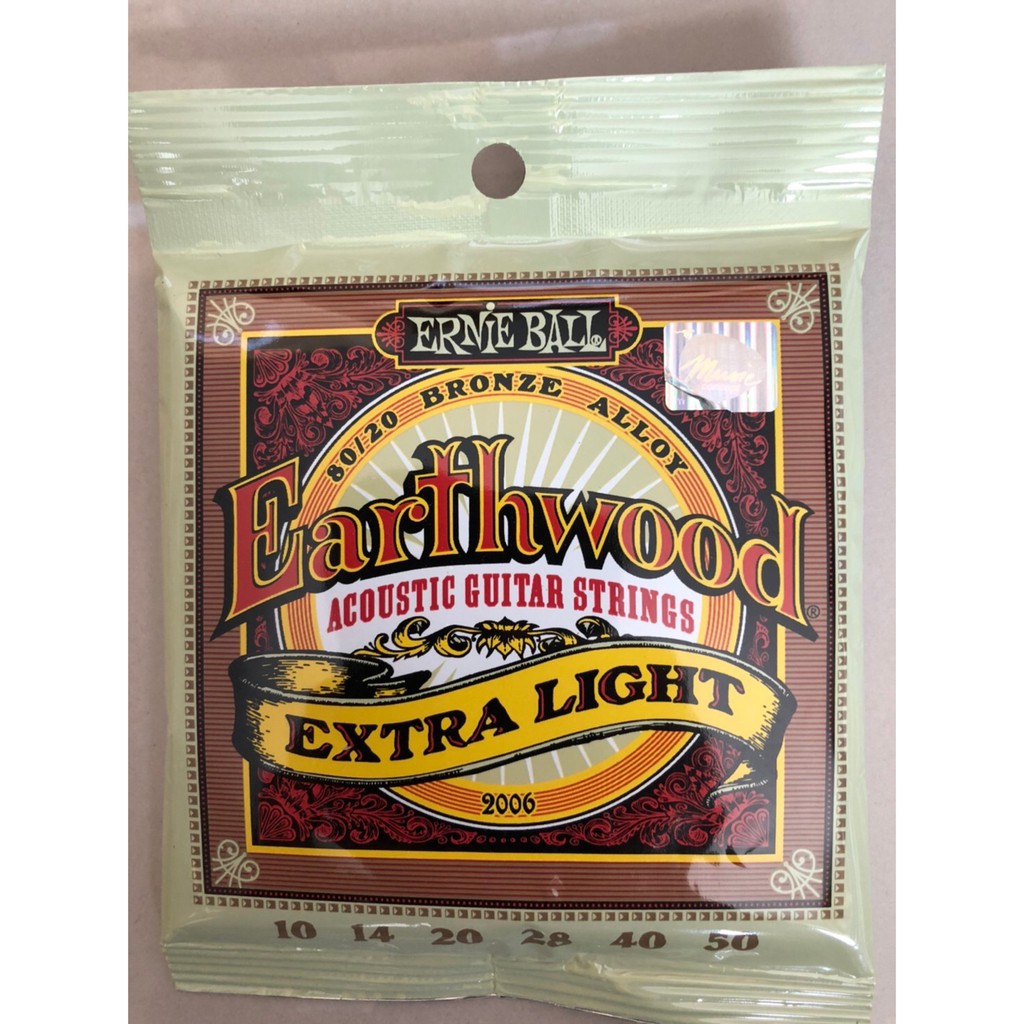 ERNIE BALL®
80/20 BRONZE ALLOY
Earthwood®
ACOUSTIC GUITAR STRINGS
EXTRA LIGHT
2006
10 14 20 28 40 50
Music